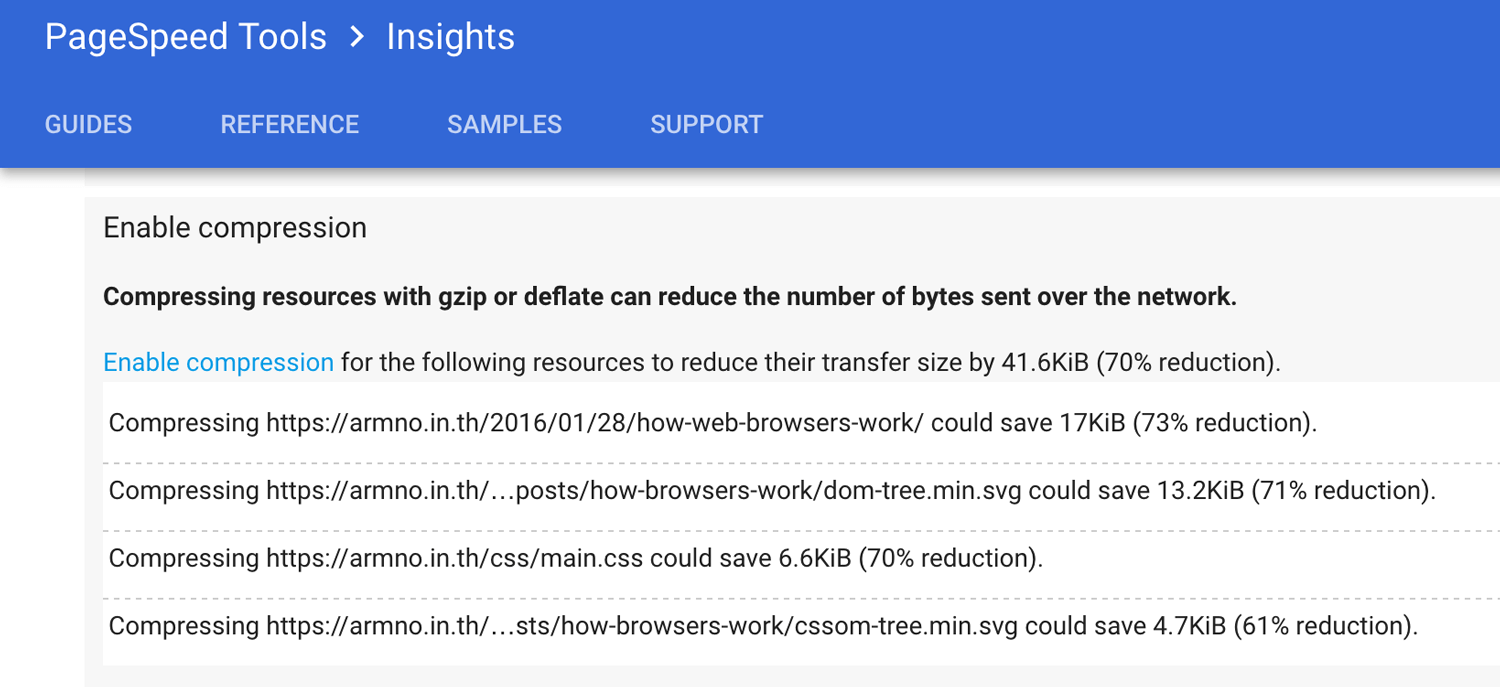 PageSpeed Tools > Insights
GUIDES REFERENCE SAMPLES SUPPORT
Enable compression
Compressing resources with gzip or deflate can reduce the number of bytes sent over the network.
Enable compression for the following resources to reduce their transfer size by 41.6KiB (70% reduction).
Compressing https://armno.in.th/2016/01/28/how-web-browsers-work/ could save 17KiB (73% reduction).
Compressing https://armno.in.th/…posts/how-browsers-work/dom-tree.min.svg could save 13.2KiB (71% reduction).
Compressing https://armno.in.th/css/main.css could save 6.6KiB (70% reduction).
Compressing https://armno.in.th/…sts/how-browsers-work/cssom-tree.min.svg could save 4.7KiB (61% reduction).